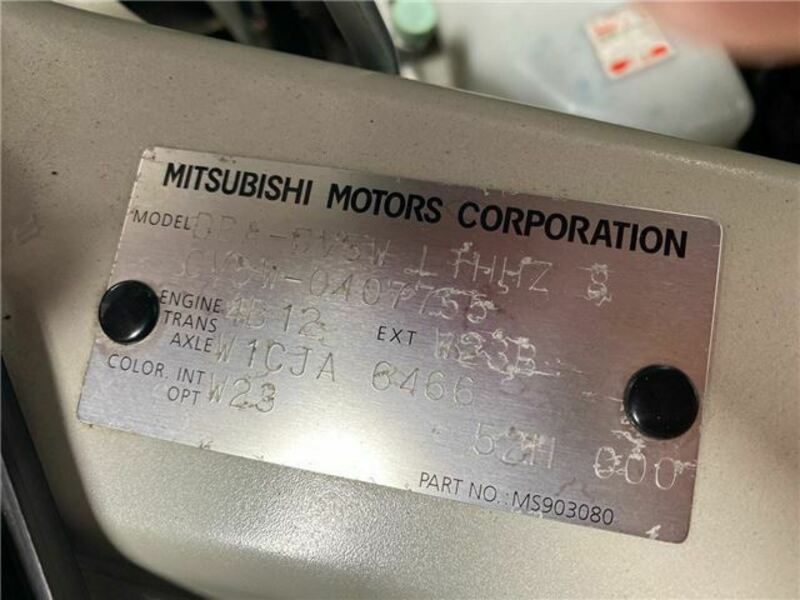 MITSUBISHI MOTORS CORPORATION
MODEL DBA-CV5W LTHHZ 9
CV5W-0407755
ENGINE 4B12 EXT W23B
TRANS AXLE W1CJA 6466
COLOR. INT OPT W23
52H 000
PART NO.:MS903080